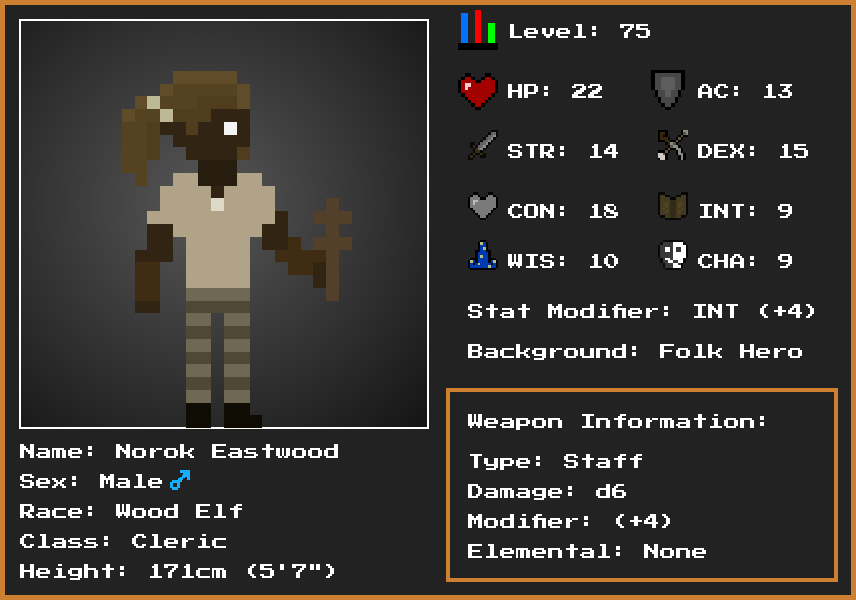 Level: 75
HP: 22
AC: 13
STR: 14
DEX: 15
CON: 18
INT: 9
WIS: 10
CHA: 9
Stat Modifier: INT (+4)
Background: Folk Hero
Weapon Information:
Type: Staff
Damage: d6
Modifier: (+4)
Elemental: None
Name: Norok Eastwood
Sex: Male ♂
Race: Wood Elf
Class: Cleric
Height: 171cm (5'7")